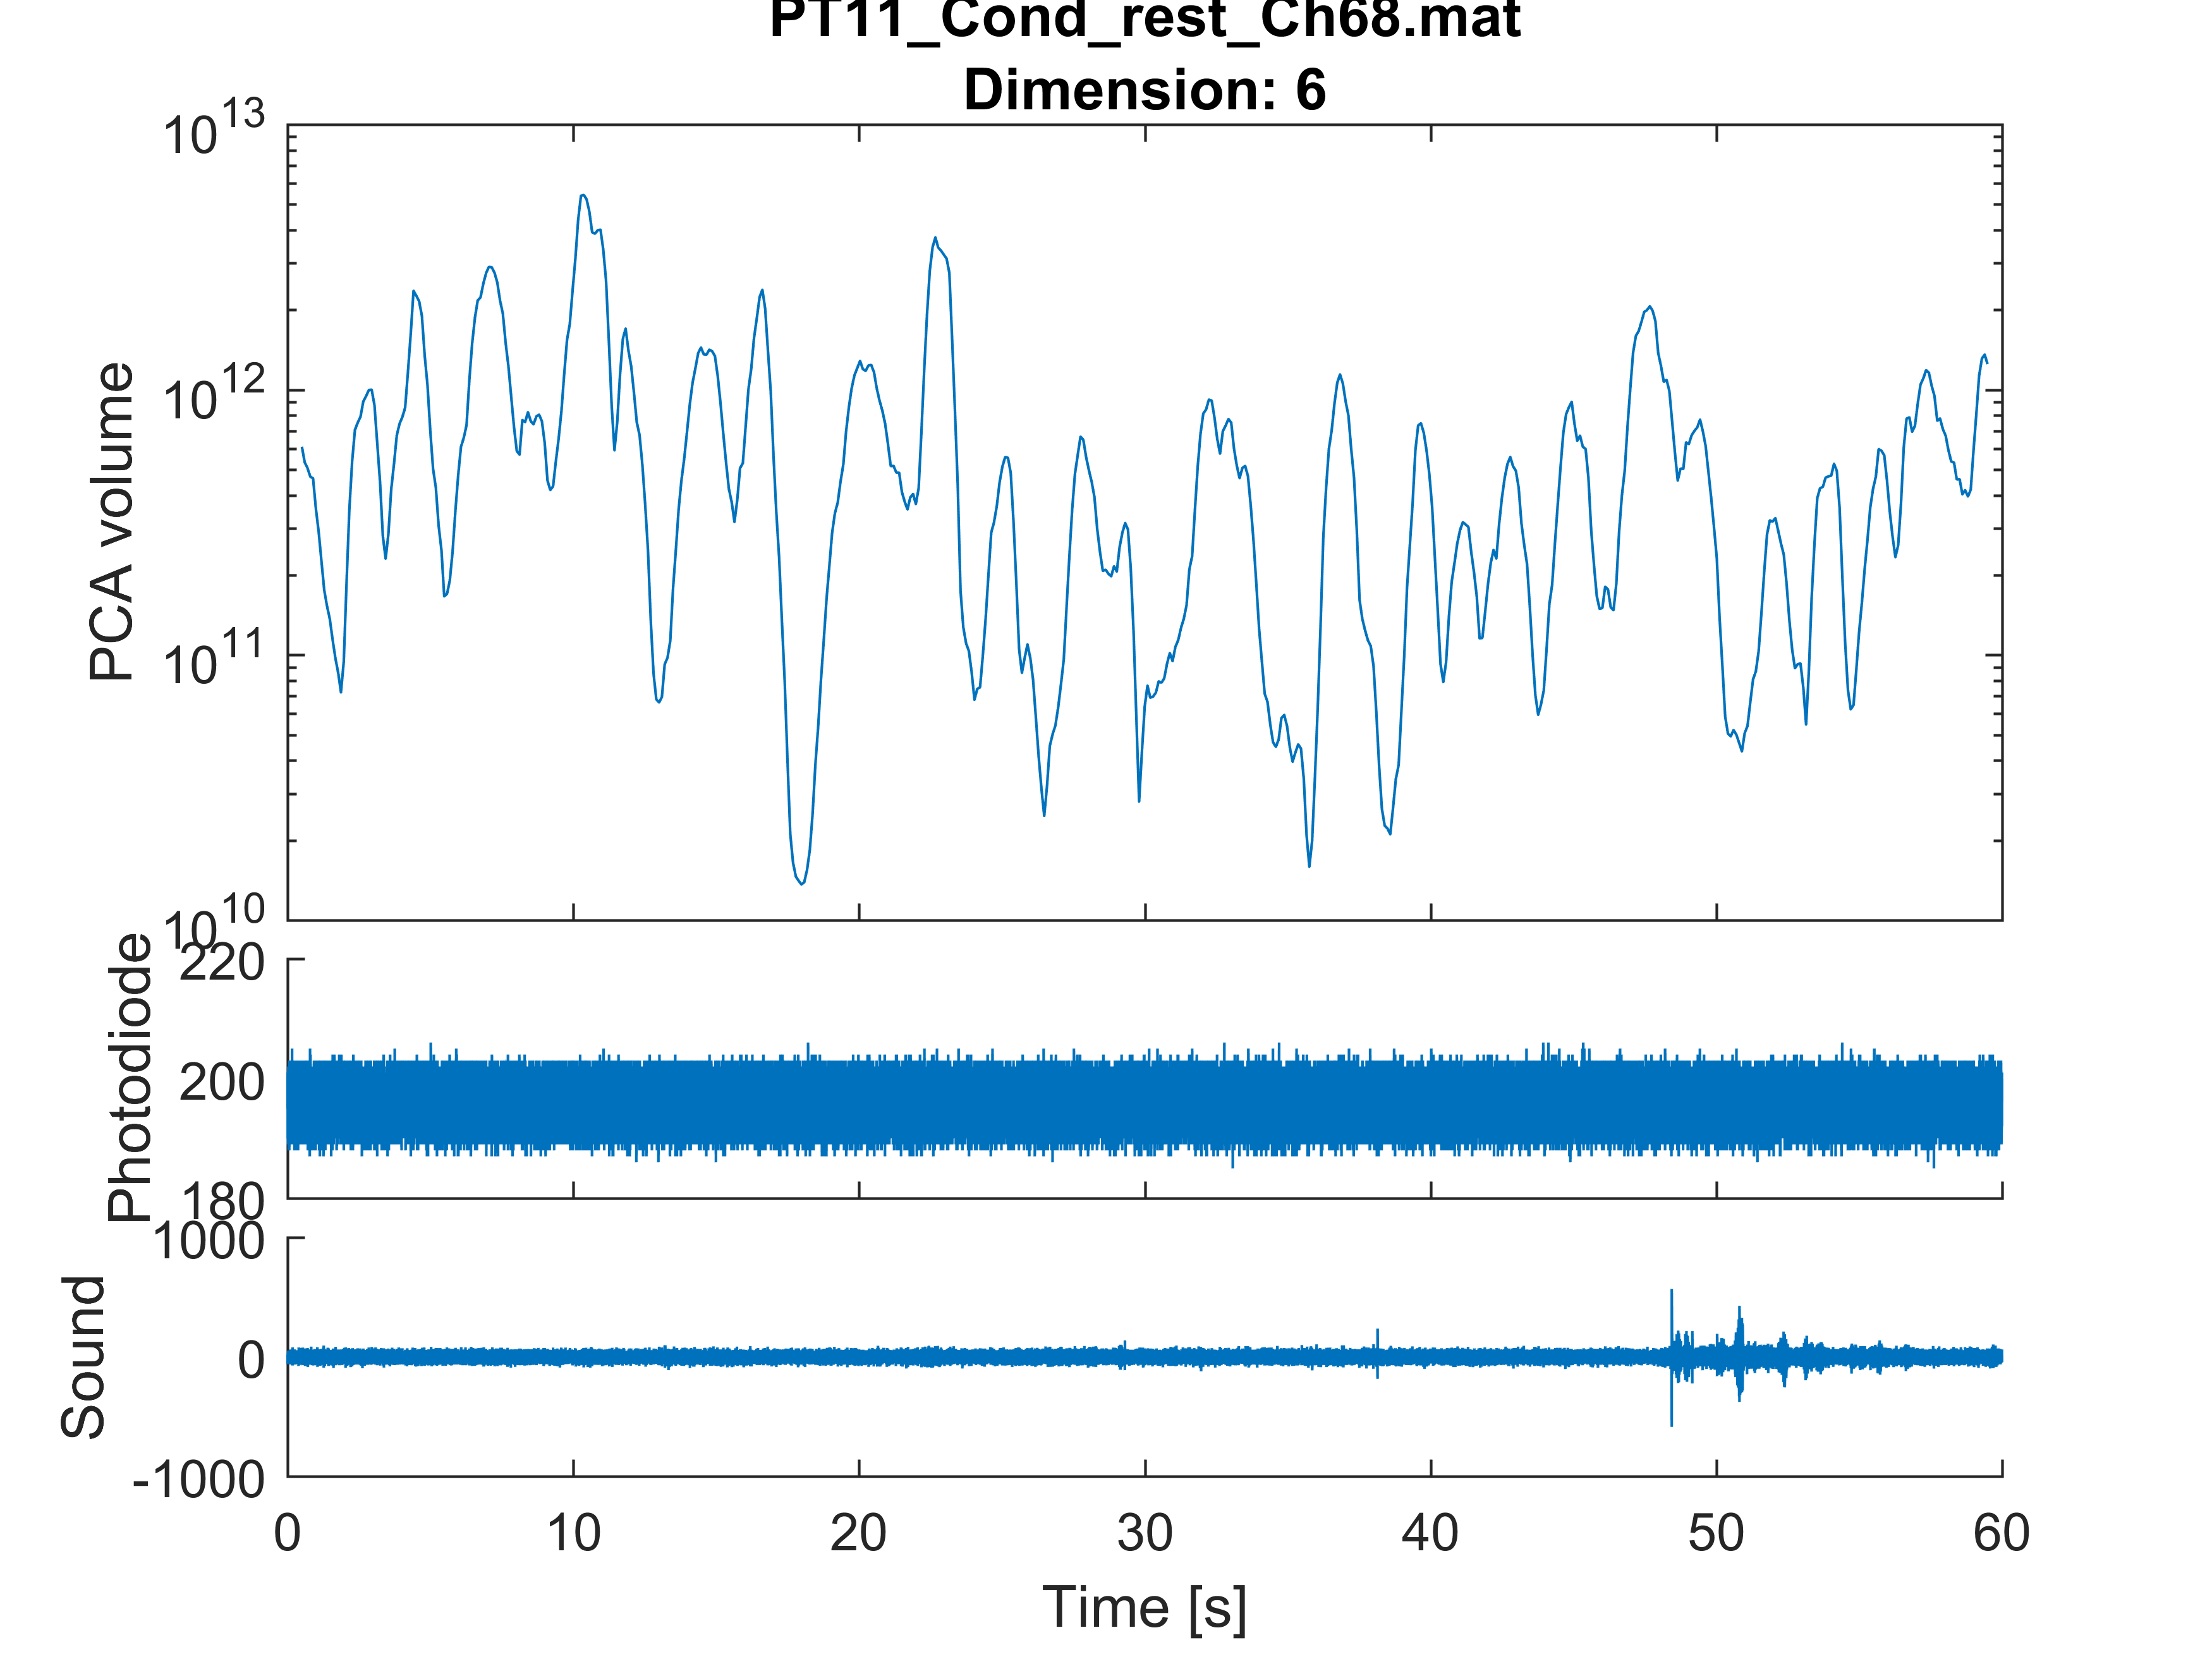 PT11_Cond_rest_Ch68.mat
Dimension: 6
10^13
10^12
10^11
10^10
PCA volume
220
200
180
Photodiode
1000
0
-1000
Sound
0 10 20 30 40 50 60
Time [s]